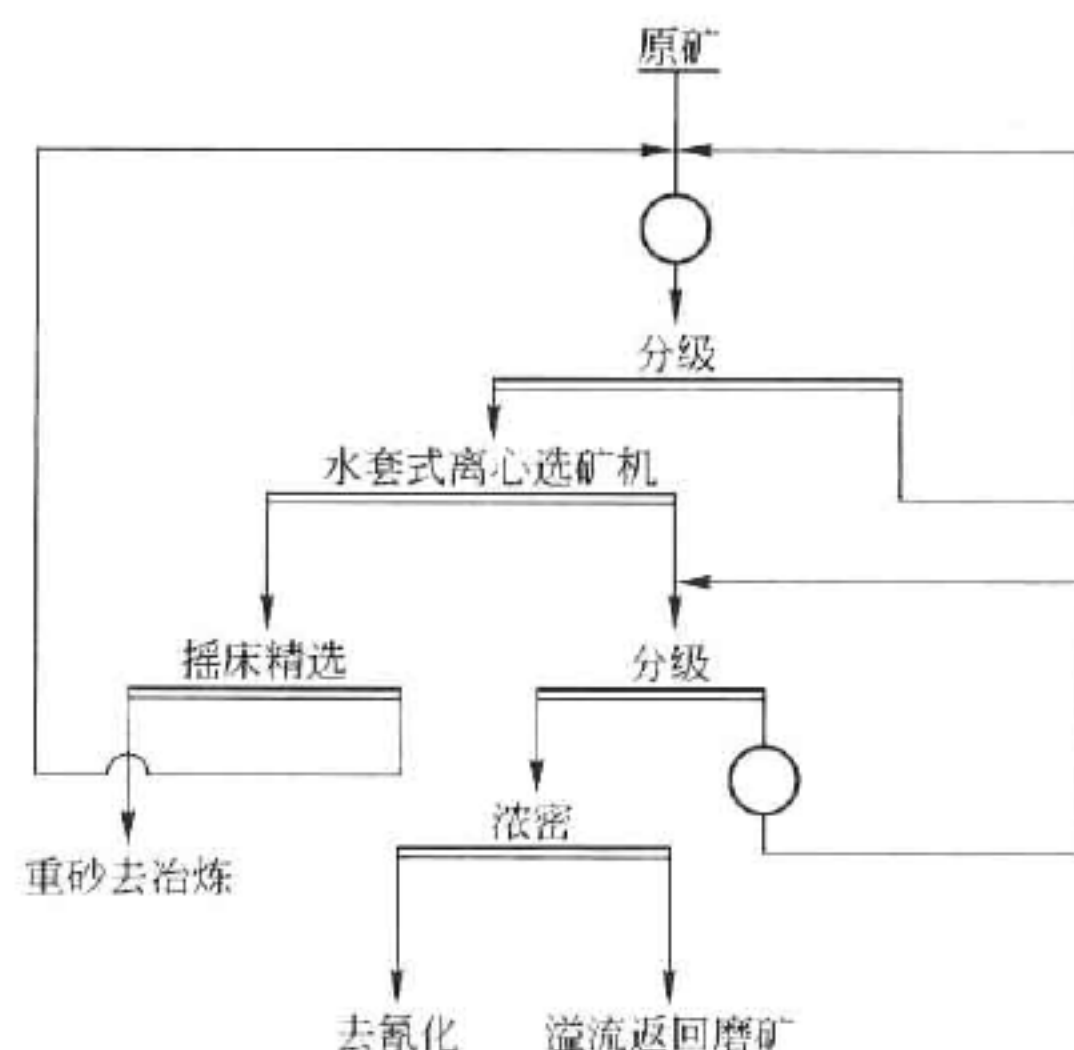 原矿
分级
水套式离心选矿机
摇床精选
分级
浓密
重砂去冶炼
去氰化
溢流返回磨矿